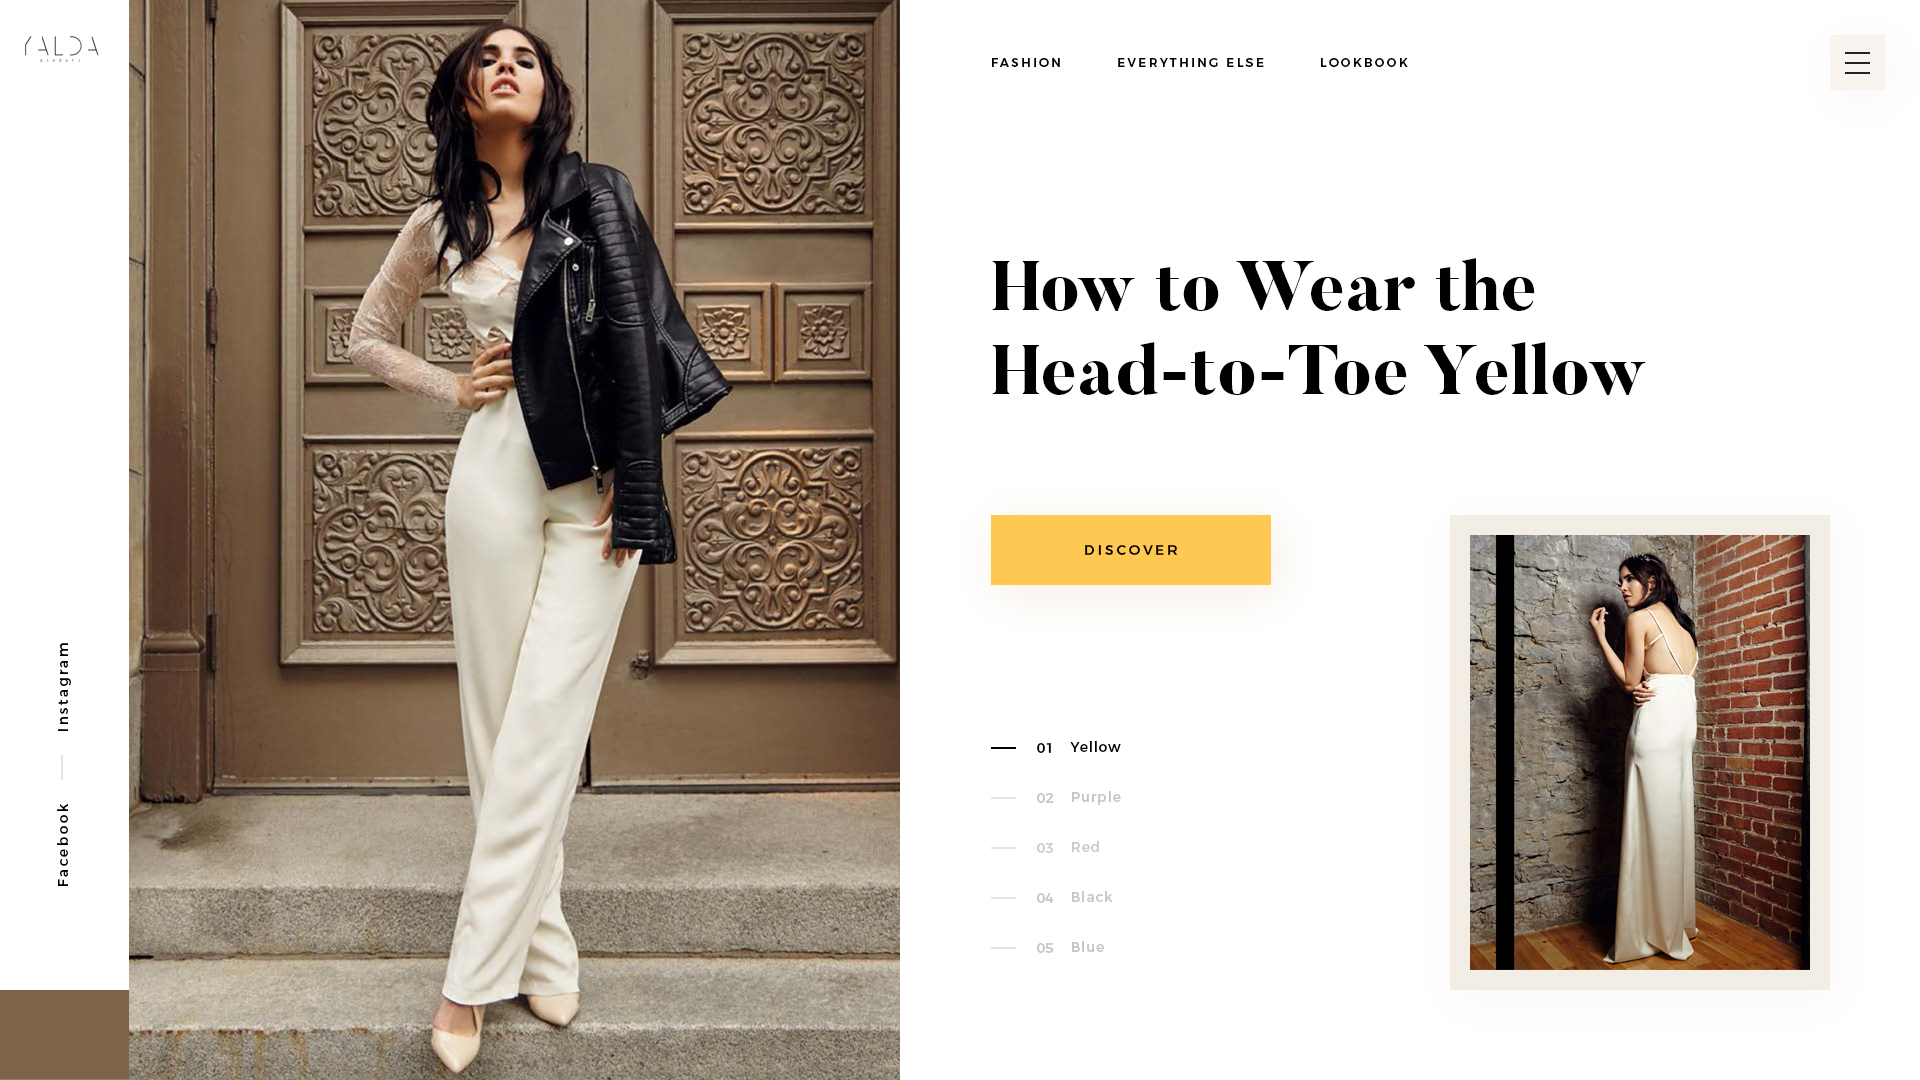 YALDA
FASHION
EVERYTHING ELSE
LOOKBOOK
How to Wear the
Head-to-Toe Yellow
DISCOVER
01 Yellow
02 Purple
03 Red
04 Black
05 Blue
Instagram
Facebook